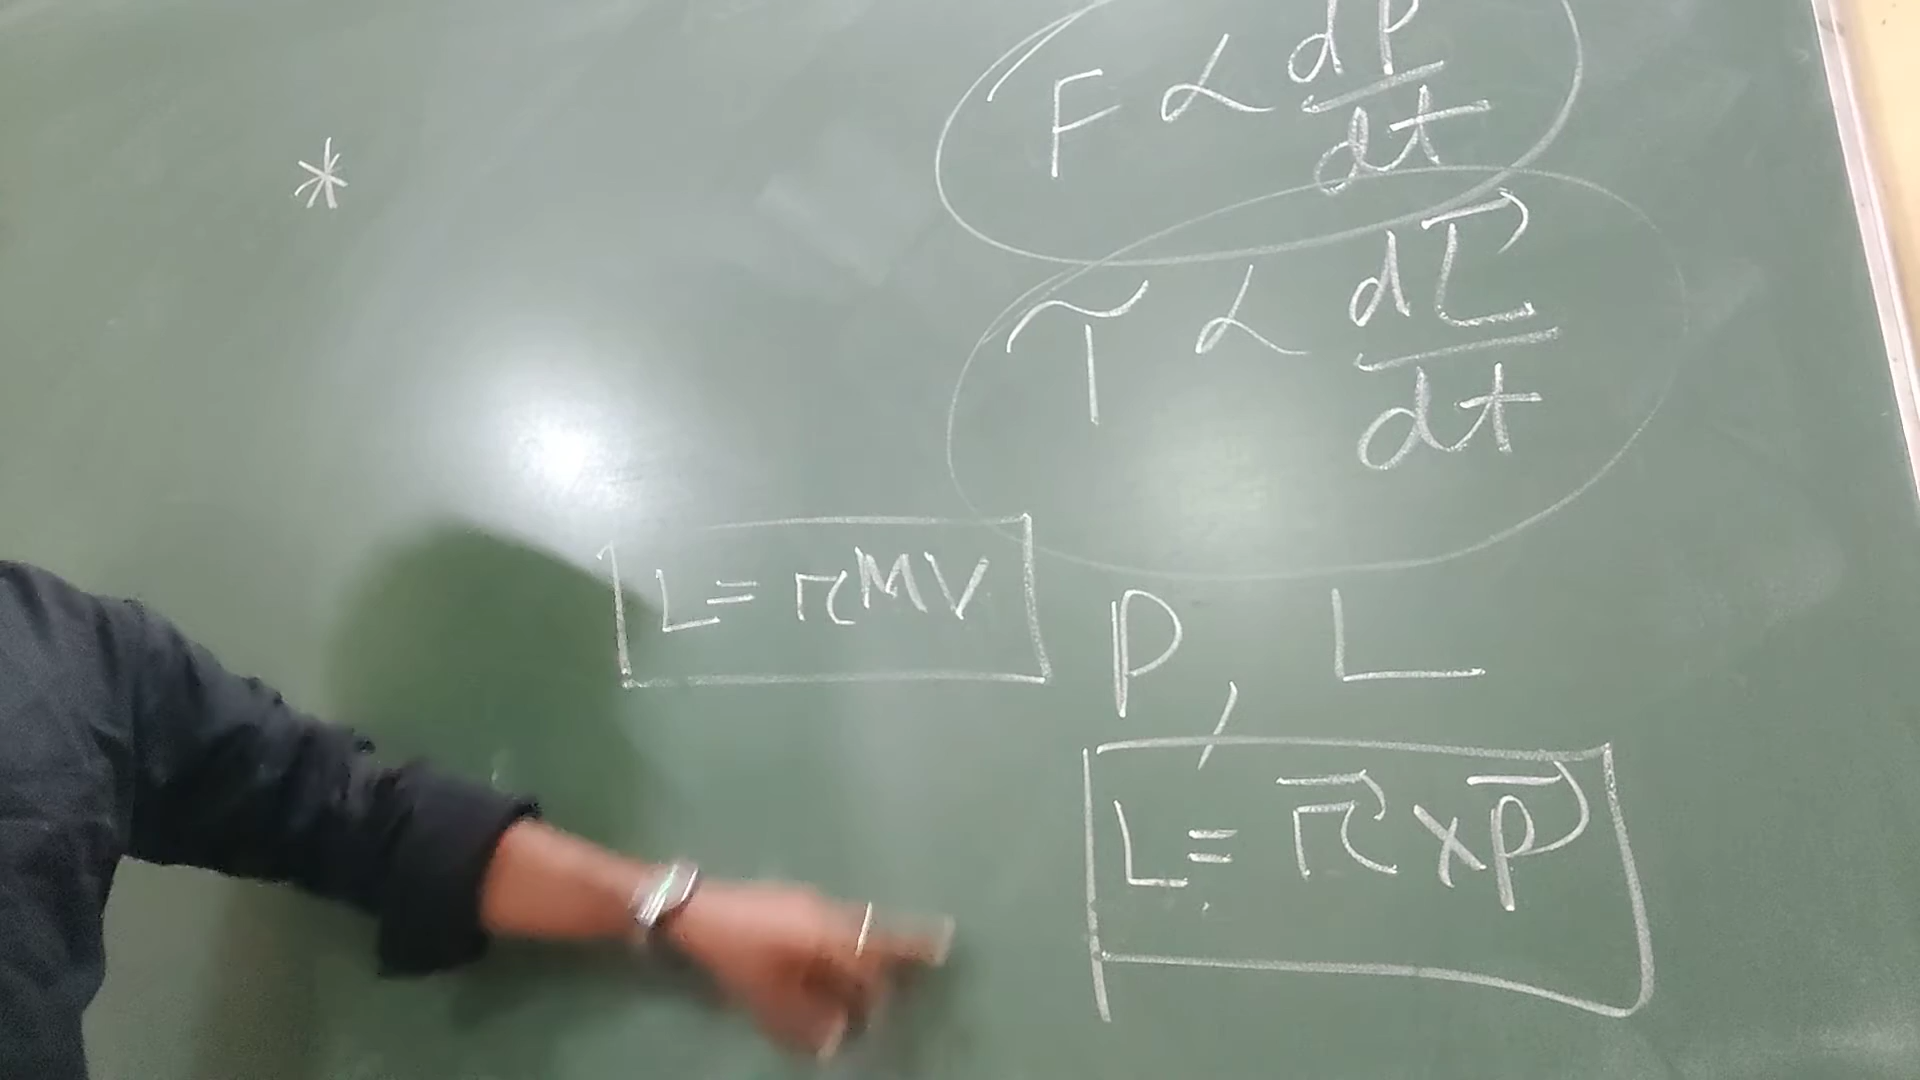 F ∝ dp/dt
*
τ ∝ dL⃗/dt
L = rMV
P, L
L = r⃗ × p⃗